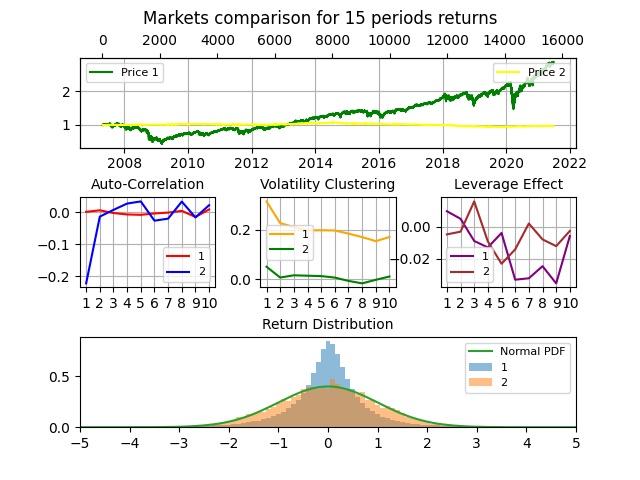 Markets comparison for 15 periods returns
0 2000 4000 6000 8000 10000 12000 14000 16000
Price 1
Price 2
2
1
2008 2010 2012 2014 2016 2018 2020 2022
Auto-Correlation
0.0
−0.1
−0.2
1
2
1 2 3 4 5 6 7 8 9 10
Volatility Clustering
0.2
0.0
1
2
1 2 3 4 5 6 7 8 9 10
Leverage Effect
0.00
−0.02
1
2
1 2 3 4 5 6 7 8 9 10
Return Distribution
0.5
0.0
Normal PDF
1
2
−5 −4 −3 −2 −1 0 1 2 3 4 5